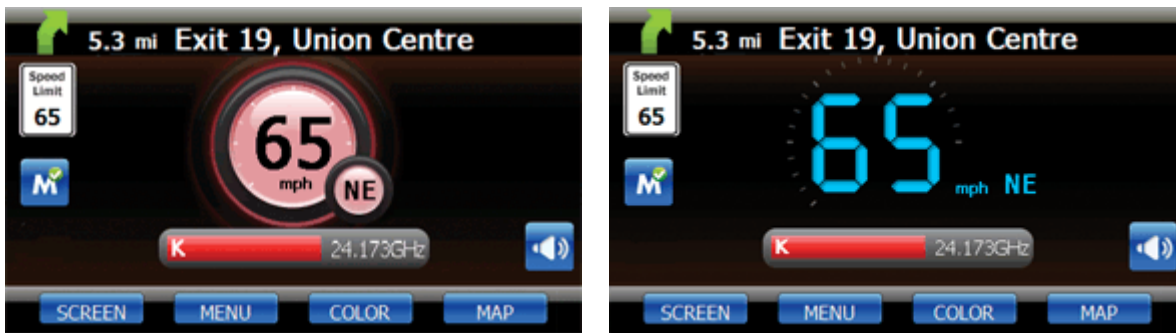 5.3 mi Exit 19, Union Centre
Speed
Limit
65
65
mph
NE
M
K 24.173GHz
SCREEN MENU COLOR MAP
5.3 mi Exit 19, Union Centre
Speed
Limit
65
65
mph NE
M
K 24.173GHz
SCREEN MENU COLOR MAP